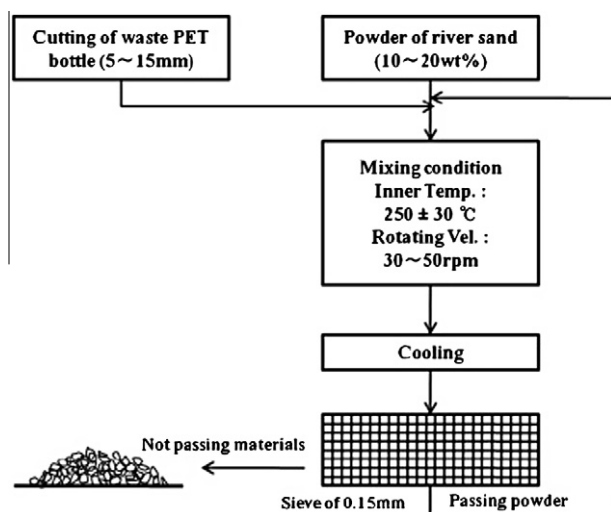 Cutting of waste PET
bottle (5～15mm)
Powder of river sand
(10～20wt%)
Mixing condition
Inner Temp. :
250 ± 30 ℃
Rotating Vel. :
30～50rpm
Cooling
Not passing materials
Sieve of 0.15mm
Passing powder